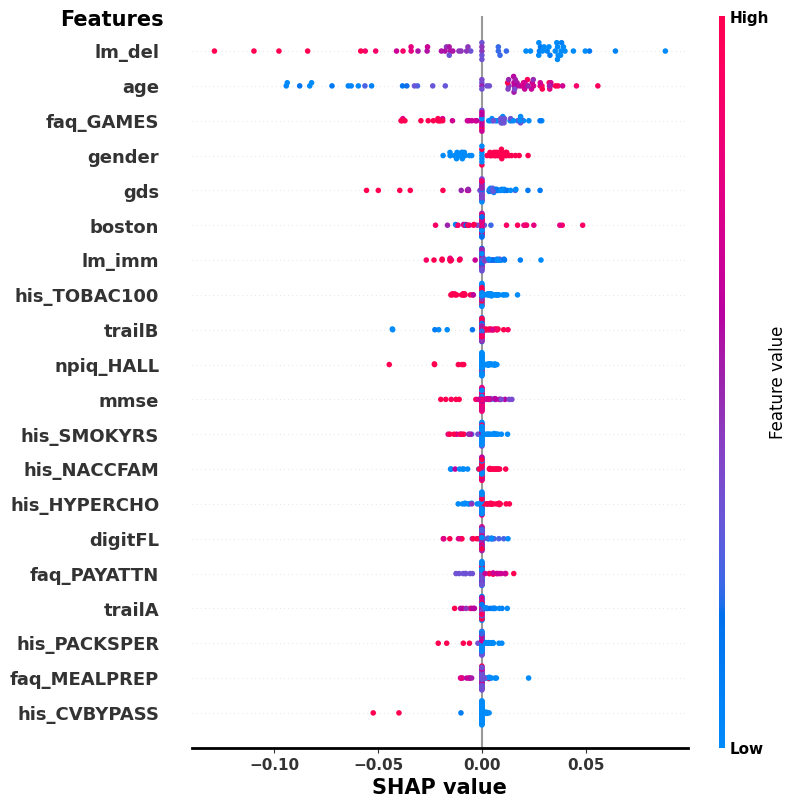 Features
High
lm_del
age
faq_GAMES
gender
gds
boston
lm_imm
his_TOBAC100
trailB
npiq_HALL
mmse
his_SMOKYRS
his_NACCFAM
his_HYPERCHO
digitFL
faq_PAYATTN
trailA
his_PACKSPER
faq_MEALPREP
his_CVBYPASS
Feature value
Low
−0.10 −0.05 0.00 0.05
SHAP value